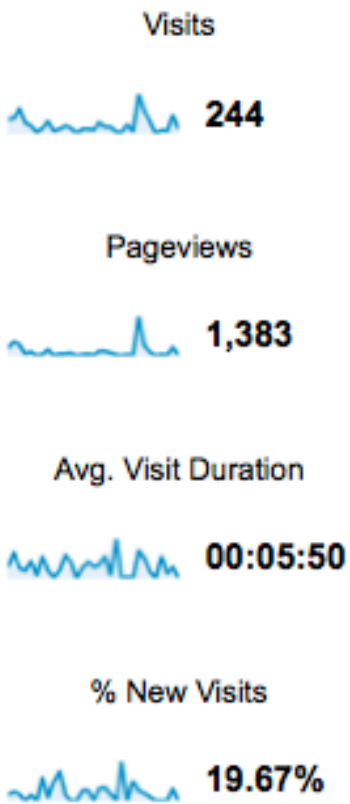 Visits
244
Pageviews
1,383
Avg. Visit Duration
00:05:50
% New Visits
19.67%